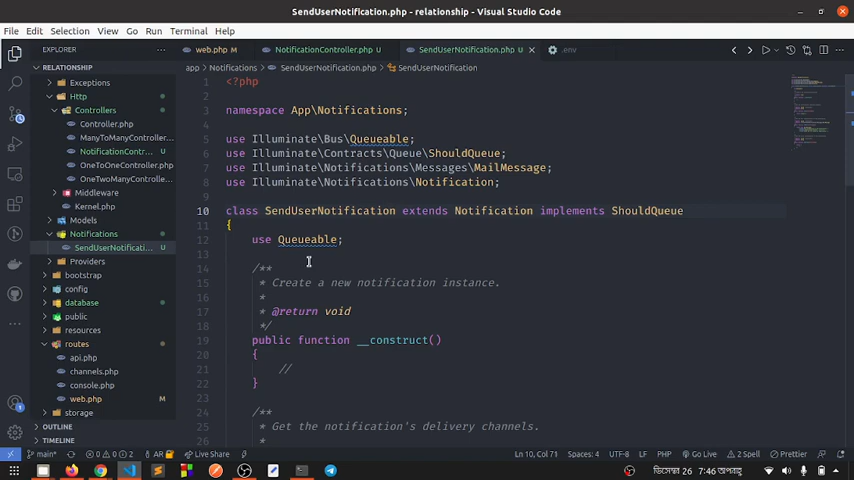 SendUserNotification.php - relationship - Visual Studio Code
File Edit Selection View Go Run Terminal Help
EXPLORER
web.php M
NotificationController.php U
SendUserNotification.php U
.env
RELATIONSHIP
app > Notifications > SendUserNotification.php > SendUserNotification
Exceptions
Http
Controllers
Controller.php
ManyToManyController...
NotificationContr... U
OneToOneController.php
OneTwoManyControlle...
Middleware
Kernel.php
Models
Notifications
SendUserNotificati... U
Providers
bootstrap
config
database
public
resources
routes
api.php
channels.php
console.php
web.php M
storage
OUTLINE
TIMELINE
1 <?php
2
3 namespace App\Notifications;
4
5 use Illuminate\Bus\Queueable;
6 use Illuminate\Contracts\Queue\ShouldQueue;
7 use Illuminate\Notifications\Messages\MailMessage;
8 use Illuminate\Notifications\Notification;
9
10 class SendUserNotification extends Notification implements ShouldQueue
11 {
12 use Queueable;
13
14 /**
15 * Create a new notification instance.
16 *
17 * @return void
18 */
19 public function __construct()
20 {
21 //
22 }
23
24 /**
25 * Get the notification's delivery channels.
26 *
main* 0 0 2 AR Live Share
Ln 10, Col 71 Spaces: 4 UTF-8 LF PHP Go Live 2 Spell Prettier
ডিসেম্বর 26 7:46 অপরাহ্ণ